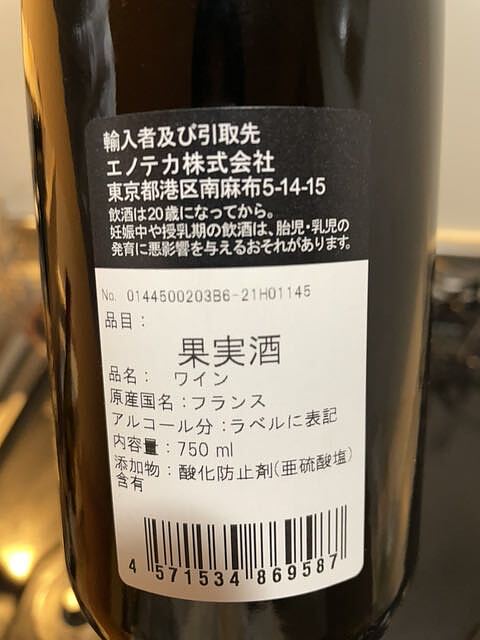 輸入者及び引取先
エノテカ株式会社
東京都港区南麻布5-14-15
飲酒は20歳になってから。
妊娠中や授乳期の飲酒は、胎児・乳児の
発育に悪影響を与えるおそれがあります。
No. 0144500203B6-21H01145
品目：
果実酒
品名： ワイン
原産国名：フランス
アルコール分：ラベルに表記
内容量：750 ml
添加物：酸化防止剤(亜硫酸塩)
含有
4 571534 869587